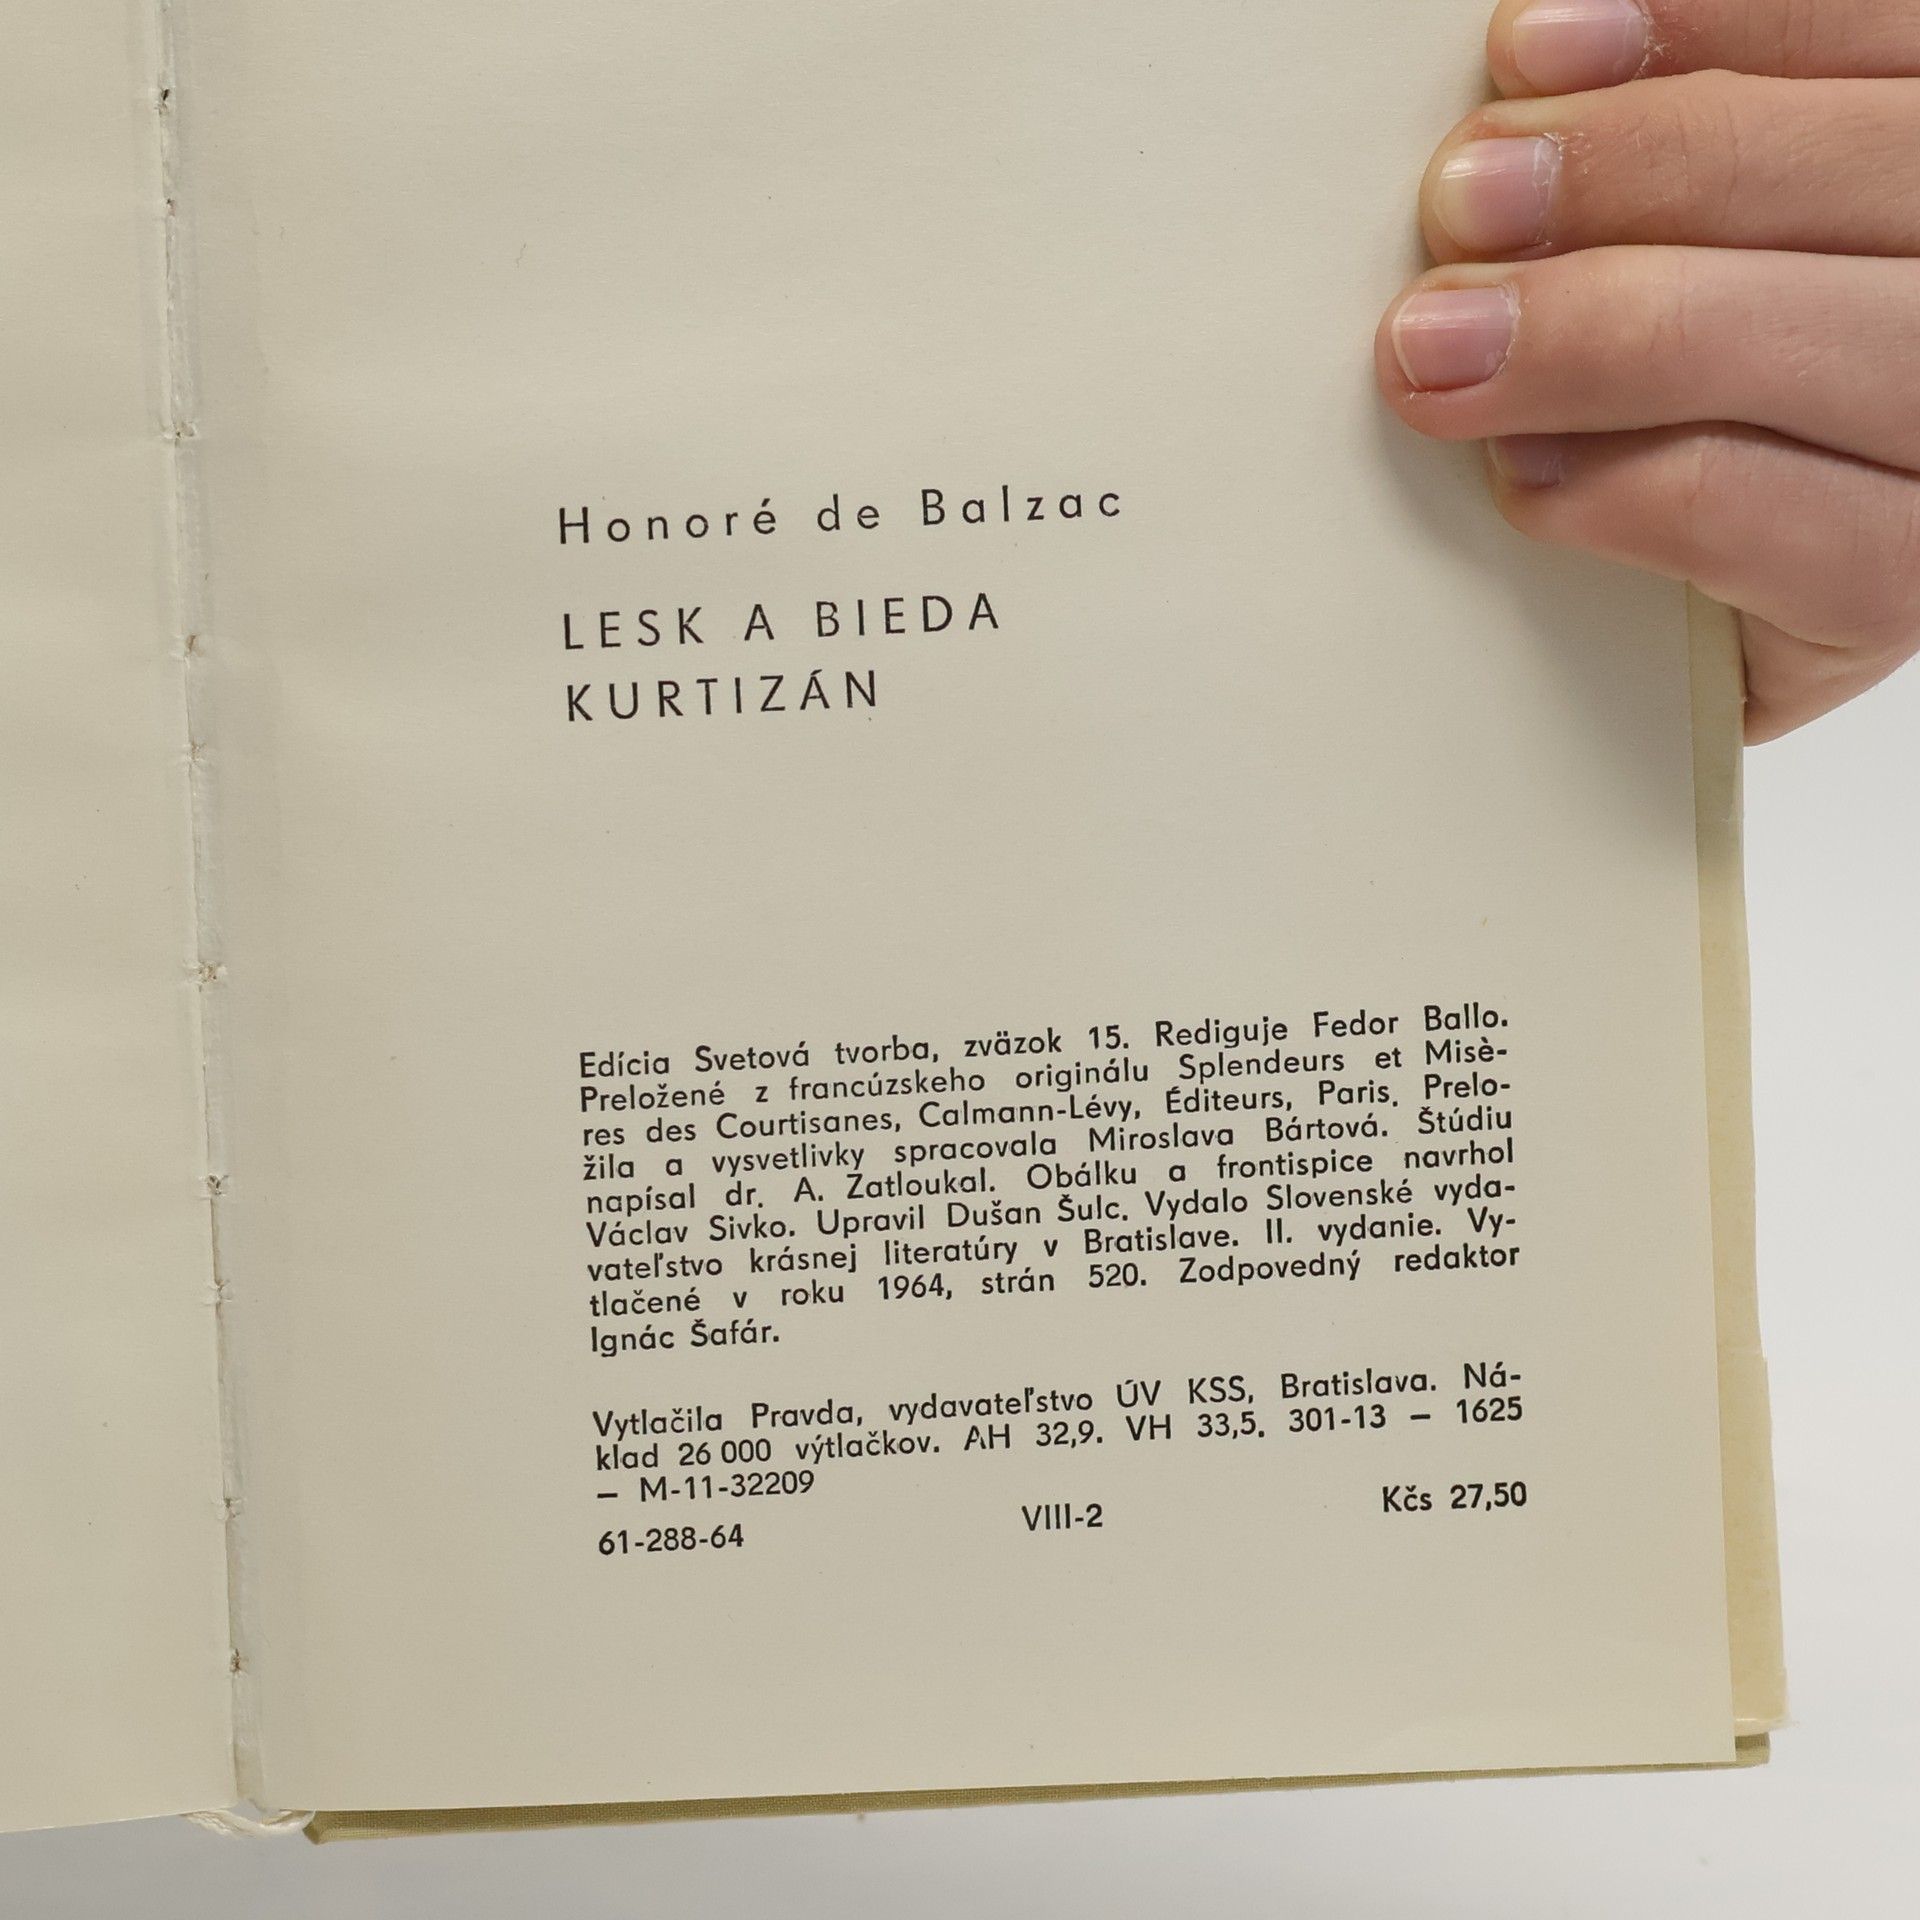 Honoré de Balzac
LESK A BIEDA
KURTIZÁN
Edícia Svetová tvorba, zväzok 15. Rediguje Fedor Ballo.
Preložené z francúzskeho originálu Splendeurs et Misè-
res des Courtisanes, Calmann-Lévy, Éditeurs, Paris. Prelo-
žila a vysvetlivky spracovala Miroslava Bártová. Štúdiu
napísal dr. A. Zatloukal. Obálku a frontispice navrhol
Václav Sivko. Upravil Dušan Šulc. Vydalo Slovenské vyda-
vateľstvo krásnej literatúry v Bratislave. II. vydanie. Vy-
tlačené v roku 1964, strán 520. Zodpovedný redaktor
Ignác Šafár.
Vytlačila Pravda, vydavateľstvo ÚV KSS, Bratislava. Ná-
klad 26 000 výtlačkov. AH 32,9. VH 33,5. 301-13 – 1625
– M-11-32209
61-288-64 VIII-2 Kčs 27,50